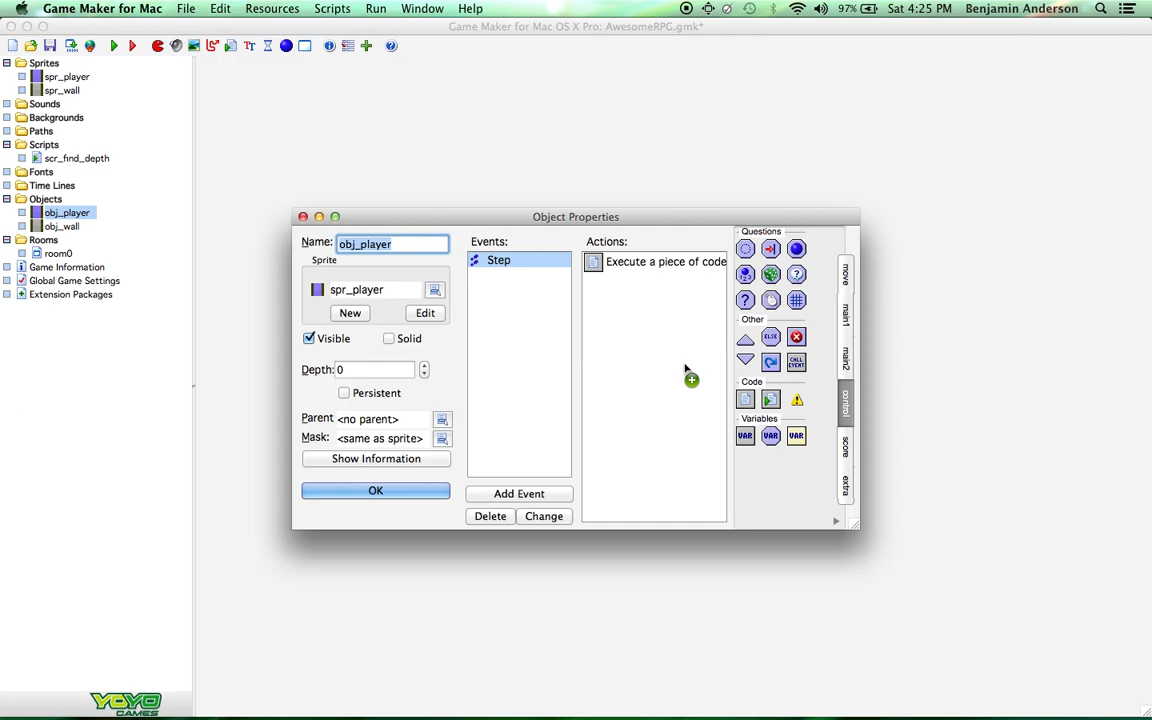 Game Maker for Mac File Edit Resources Scripts Run Window Help 97% Sat 4:25 PM Benjamin Anderson
Game Maker for Mac OS X Pro: AwesomeRPG.gmk*
Sprites
spr_player
spr_wall
Sounds
Backgrounds
Paths
Scripts
scr_find_depth
Fonts
Time Lines
Objects
obj_player
obj_wall
Rooms
room0
Game Information
Global Game Settings
Extension Packages
Object Properties
Name: obj_player
Sprite
spr_player
New Edit
Visible Solid
Depth: 0
Persistent
Parent <no parent>
Mask: <same as sprite>
Show Information
OK
Events:
Step
Add Event
Delete Change
Actions:
Execute a piece of code
Questions
Other
ELSE
CALL EVENT
Code
Variables
VAR VAR VAR
move
main1
main2
control
score
extra
YOYO
GAMES